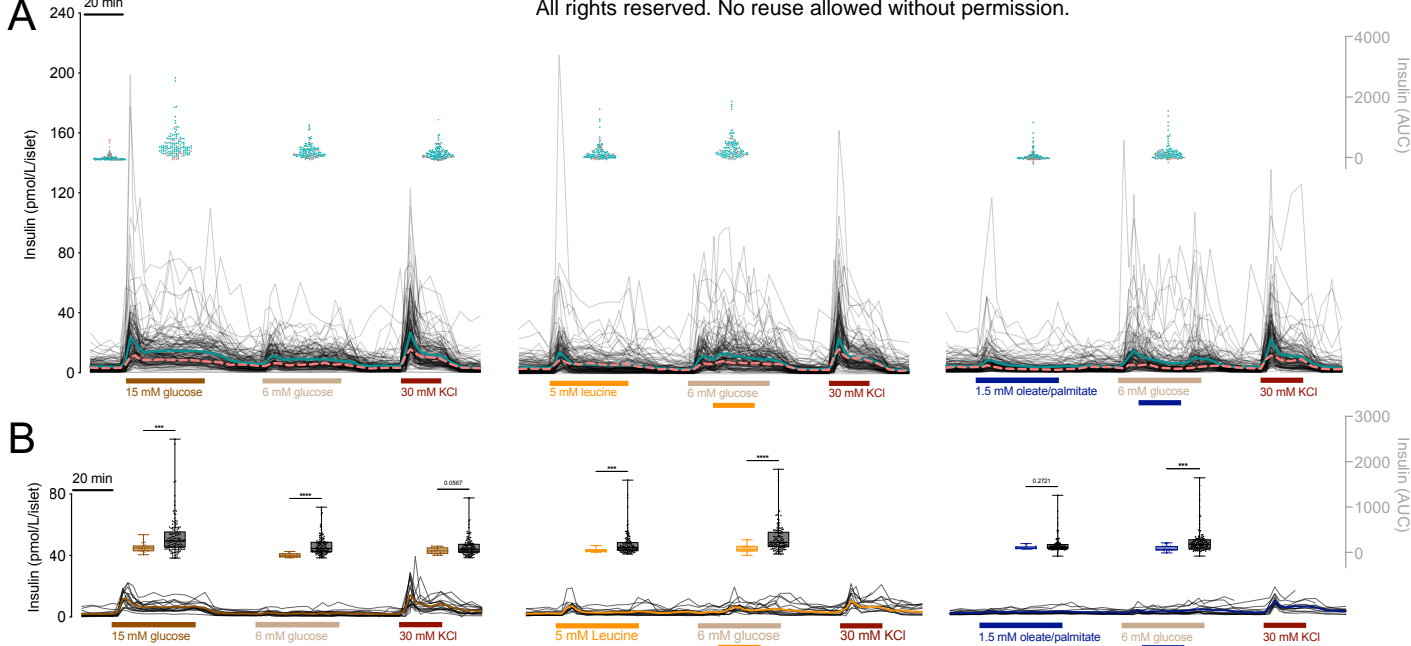 All rights reserved. No reuse allowed without permission.
A
20 min
240
200
160
120
80
40
0
Insulin (pmol/L/islet)
4000
2000
0
Insulin (AUC)
15 mM glucose
6 mM glucose
30 mM KCl
5 mM leucine
6 mM glucose
30 mM KCl
1.5 mM oleate/palmitate
6 mM glucose
30 mM KCl
B
20 min
80
40
0
Insulin (pmol/L/islet)
3000
2000
1000
0
Insulin (AUC)
***
****
0.0567
***
****
0.2721
***
15 mM glucose
6 mM glucose
30 mM KCl
5 mM Leucine
6 mM glucose
30 mM KCl
1.5 mM oleate/palmitate
6 mM glucose
30 mM KCl